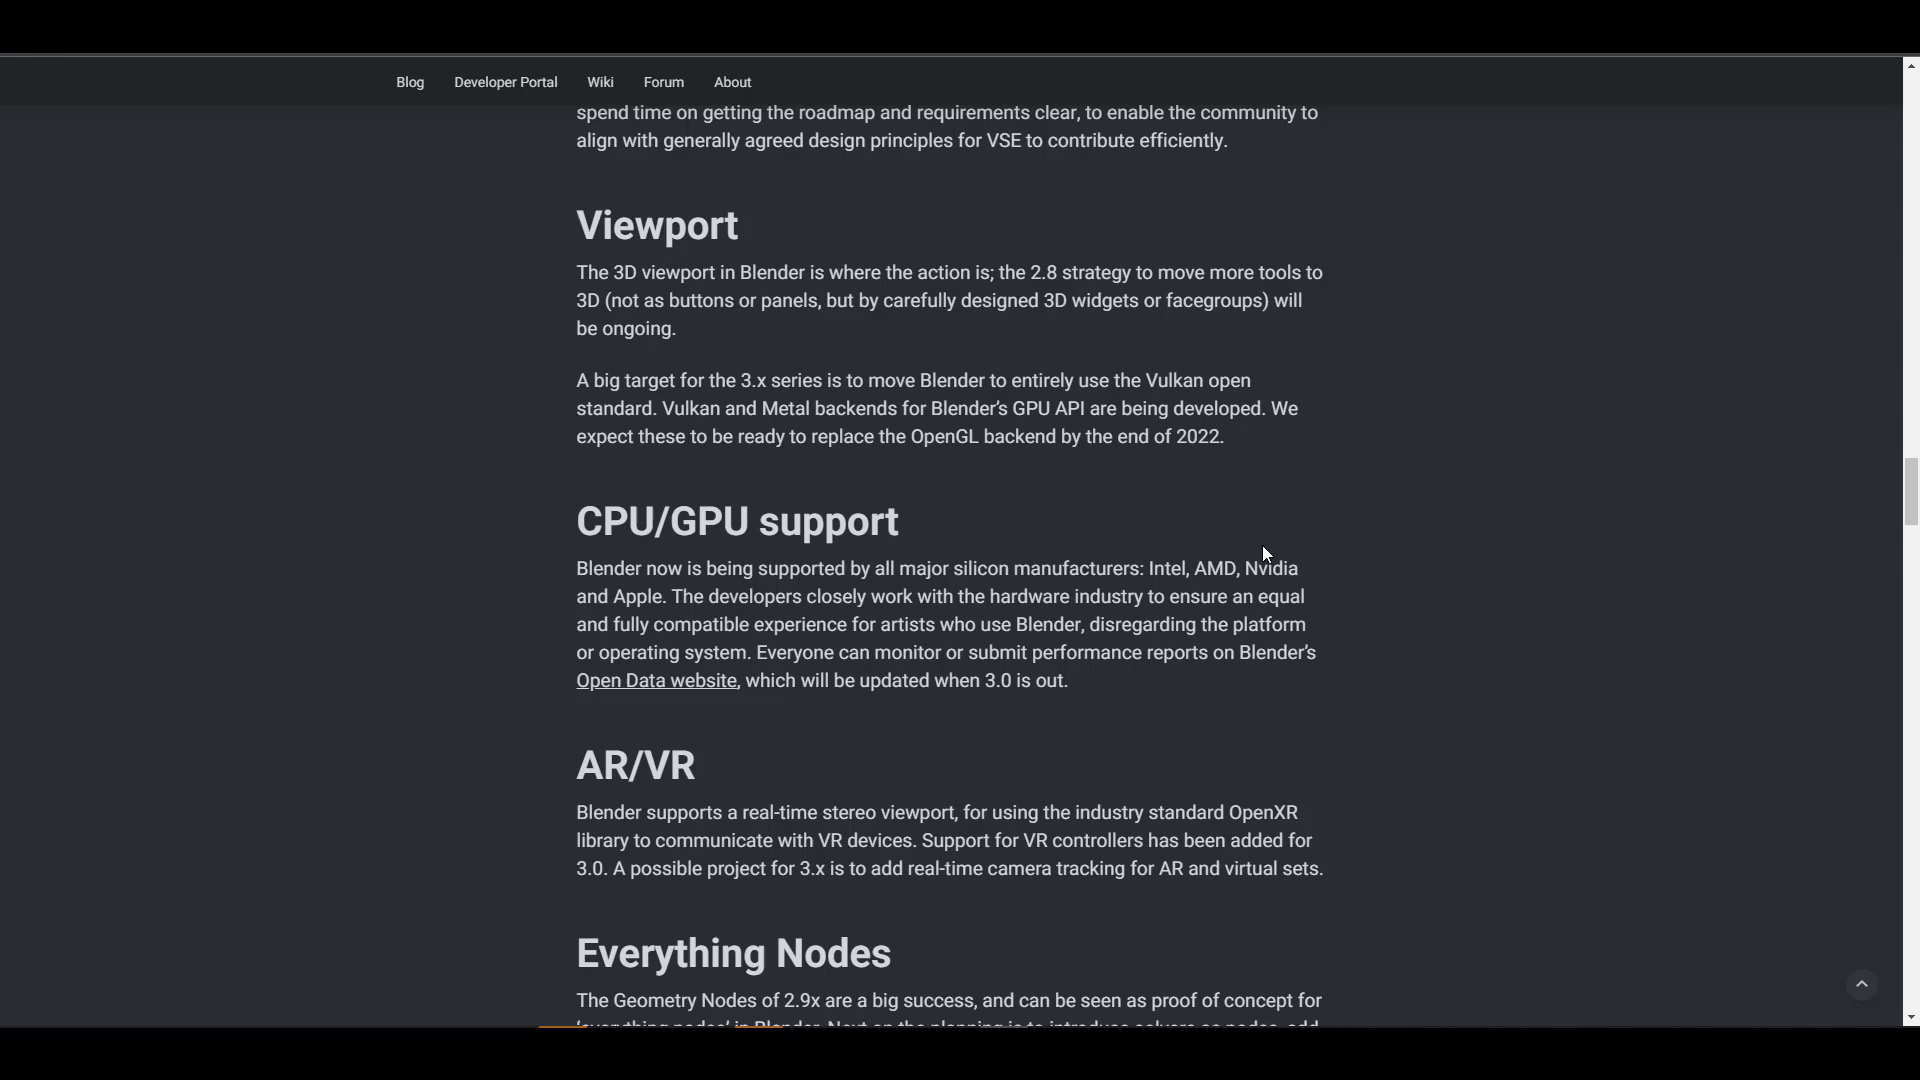 Blog Developer Portal Wiki Forum About
spend time on getting the roadmap and requirements clear, to enable the community to
align with generally agreed design principles for VSE to contribute efficiently.
Viewport
The 3D viewport in Blender is where the action is; the 2.8 strategy to move more tools to
3D (not as buttons or panels, but by carefully designed 3D widgets or facegroups) will
be ongoing.
A big target for the 3.x series is to move Blender to entirely use the Vulkan open
standard. Vulkan and Metal backends for Blender’s GPU API are being developed. We
expect these to be ready to replace the OpenGL backend by the end of 2022.
CPU/GPU support
Blender now is being supported by all major silicon manufacturers: Intel, AMD, Nvidia
and Apple. The developers closely work with the hardware industry to ensure an equal
and fully compatible experience for artists who use Blender, disregarding the platform
or operating system. Everyone can monitor or submit performance reports on Blender’s
Open Data website, which will be updated when 3.0 is out.
AR/VR
Blender supports a real-time stereo viewport, for using the industry standard OpenXR
library to communicate with VR devices. Support for VR controllers has been added for
3.0. A possible project for 3.x is to add real-time camera tracking for AR and virtual sets.
Everything Nodes
The Geometry Nodes of 2.9x are a big success, and can be seen as proof of concept for